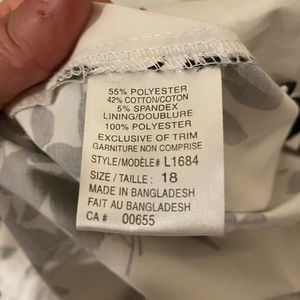 55% POLYESTER
42% COTTON/COTON
5% SPANDEX
LINING/DOUBLURE
100% POLYESTER
EXCLUSIVE OF TRIM
GARNITURE NON COMPRISE
STYLE/MODÈLE# L1684
SIZE / TAILLE : 18
MADE IN BANGLADESH
FAIT AU BANGLADESH
CA # 00655